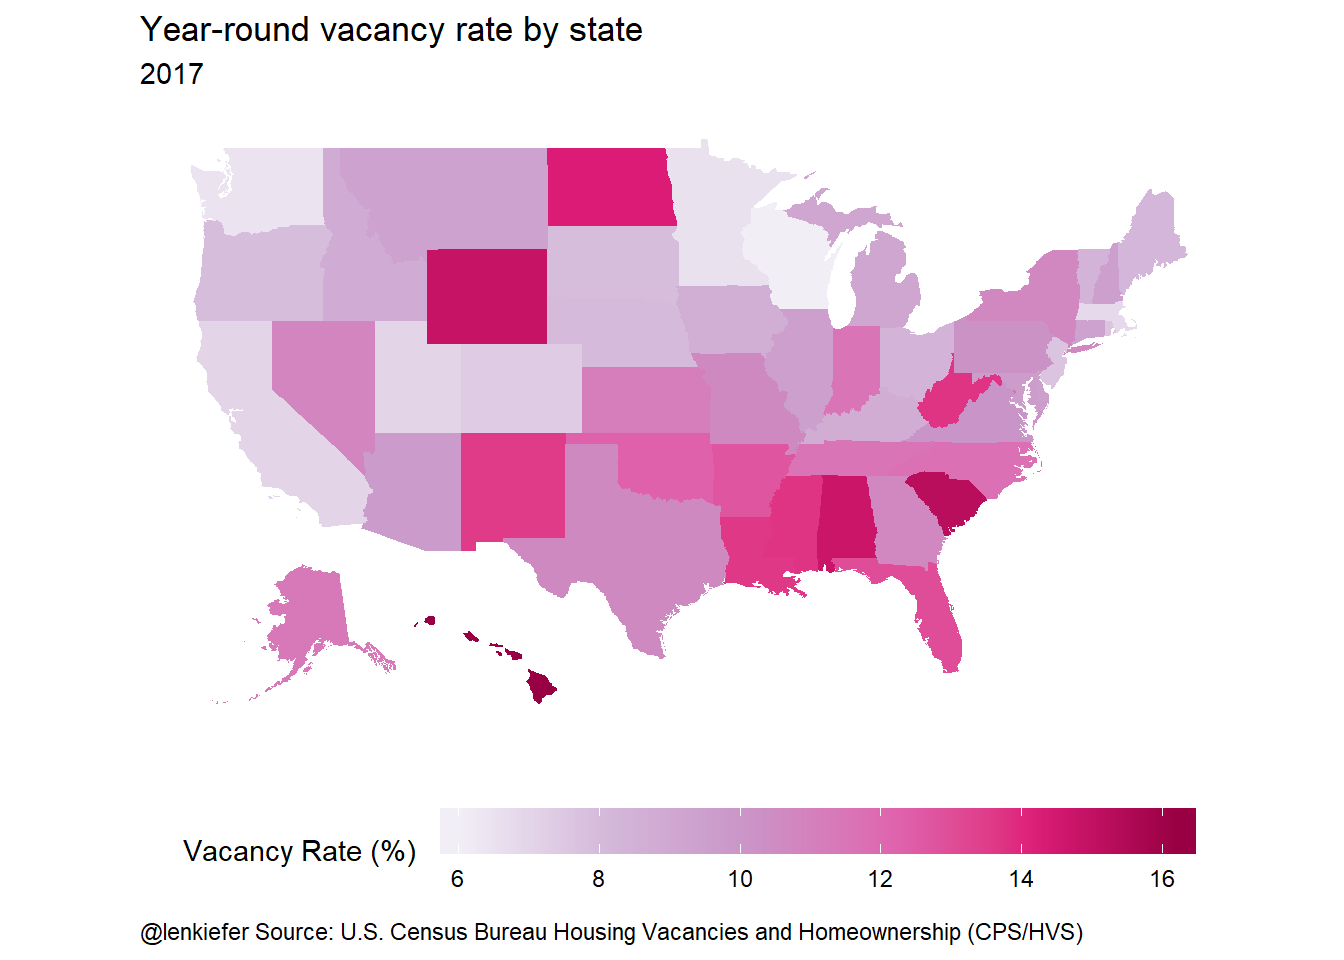 Year-round vacancy rate by state
2017
Vacancy Rate (%)
6 8 10 12 14 16
@lenkiefer Source: U.S. Census Bureau Housing Vacancies and Homeownership (CPS/HVS)